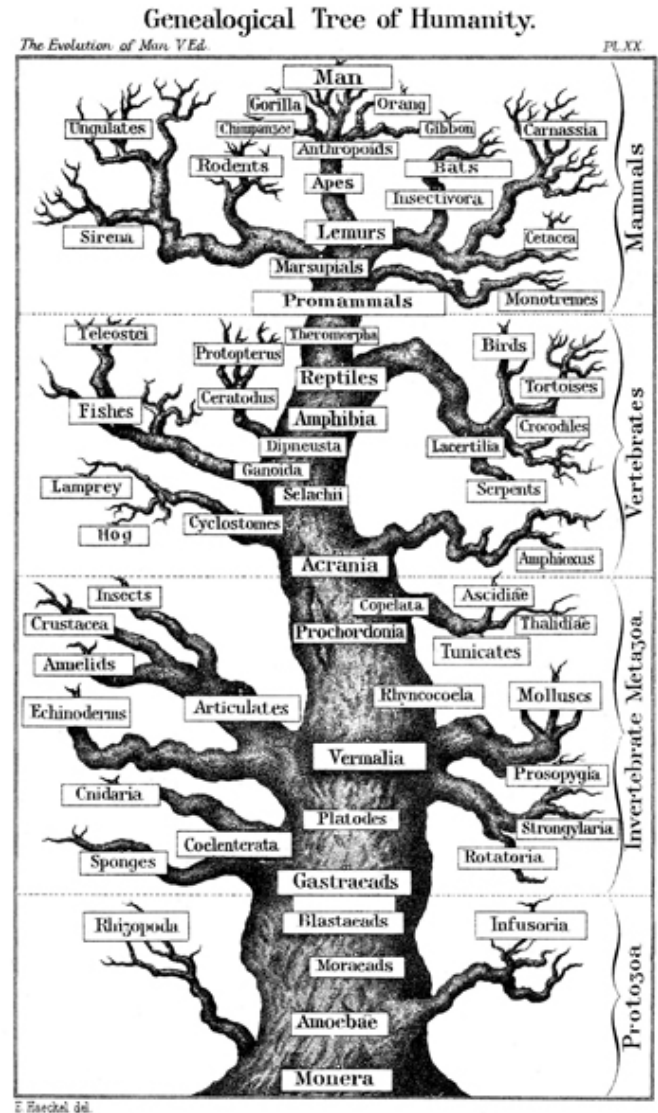 Genealogical Tree of Humanity.
The Evolution of Man V Ed.
Pl. XX.
Man
Gorilla
Orang
Ungulates
Chimpanzee
Gibbon
Carnassia
Anthropoids
Rodents
Bats
Apes
Insectivora
Sirena
Lemurs
Cetacea
Marsupials
Promammals
Monotremes
Mammals
Teleostei
Theromorpha
Birds
Protopterus
Reptiles
Tortoises
Ceratodus
Fishes
Amphibia
Crocodiles
Dipneusta
Lacertilia
Ganoida
Lamprey
Selachii
Serpents
Cyclostomes
Hog
Acrania
Amphioxus
Vertebrates
Insects
Ascidiae
Copelata
Crustacea
Thalidiae
Prochordonia
Tunicates
Annelids
Rhyncocoela
Molluscs
Echinoderms
Articulates
Vermalia
Prosopygia
Cnidaria
Platodes
Strongylaria
Coelenterata
Sponges
Rotatoria
Gastraeads
Invertebrate Metazoa.
Rhizopoda
Blastaeads
Infusoria
Moraeads
Amoebae
Monera
Protozoa
E. Haeckel del.